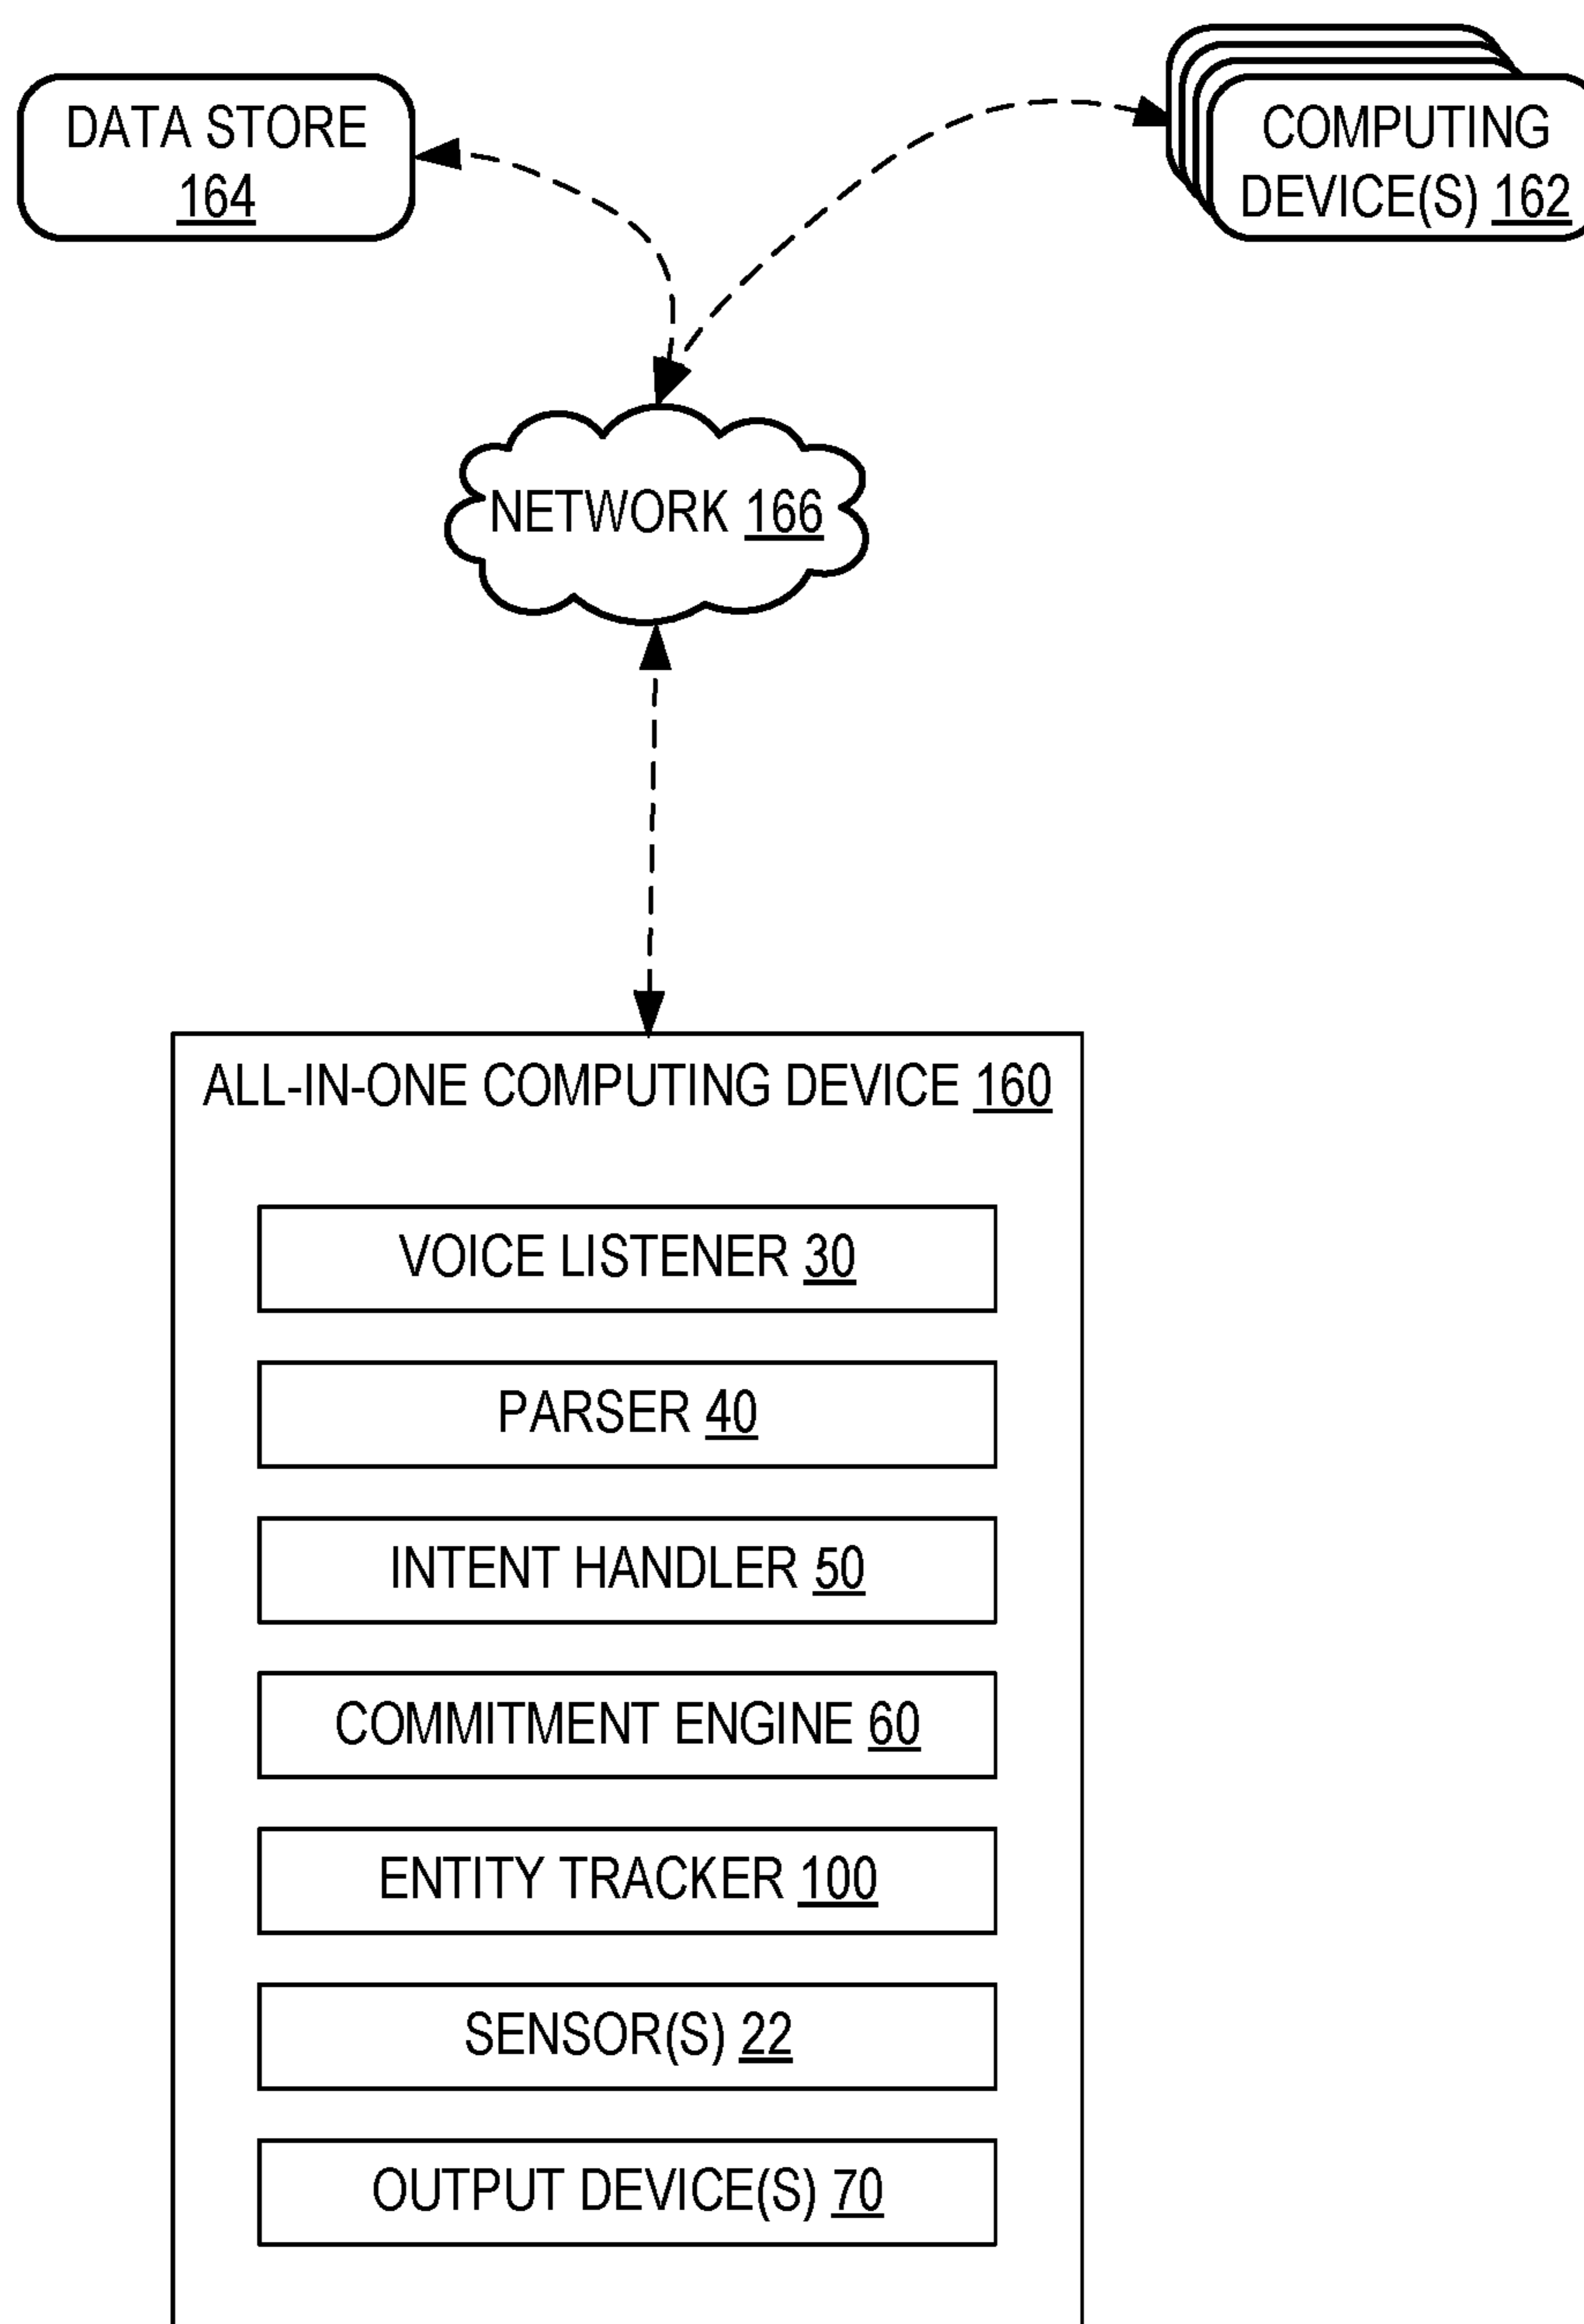 DATA STORE
164
COMPUTING
DEVICE(S) 162
NETWORK 166
ALL-IN-ONE COMPUTING DEVICE 160
VOICE LISTENER 30
PARSER 40
INTENT HANDLER 50
COMMITMENT ENGINE 60
ENTITY TRACKER 100
SENSOR(S) 22
OUTPUT DEVICE(S) 70